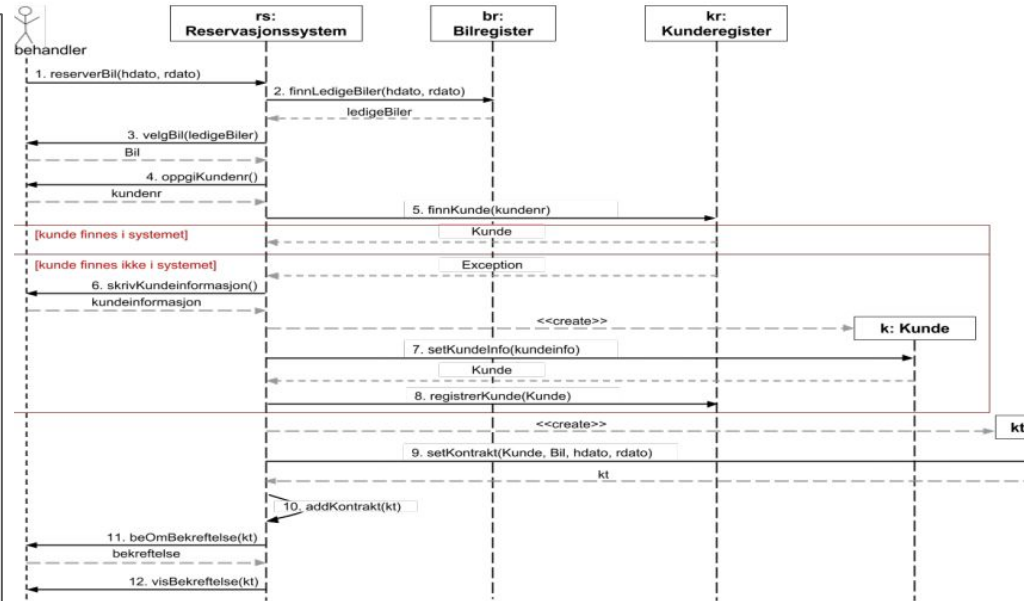 rs:
Reservasjonssystem
br:
Bilregister
kr:
Kunderegister
behandler
1. reserverBil(hdato, rdato)
2. finnLedigeBiler(hdato, rdato)
ledigeBiler
3. velgBil(ledigeBiler)
Bil
4. oppgiKundenr()
kundenr
5. finnKunde(kundenr)
[kunde finnes i systemet]
Kunde
[kunde finnes ikke i systemet]
Exception
6. skrivKundeinformasjon()
kundeinformasjon
<<create>>
k: Kunde
7. setKundeInfo(kundeinfo)
Kunde
8. registrerKunde(Kunde)
<<create>>
kt
9. setKontrakt(Kunde, Bil, hdato, rdato)
kt
10. addKontrakt(kt)
11. beOmBekreftelse(kt)
bekreftelse
12. visBekreftelse(kt)